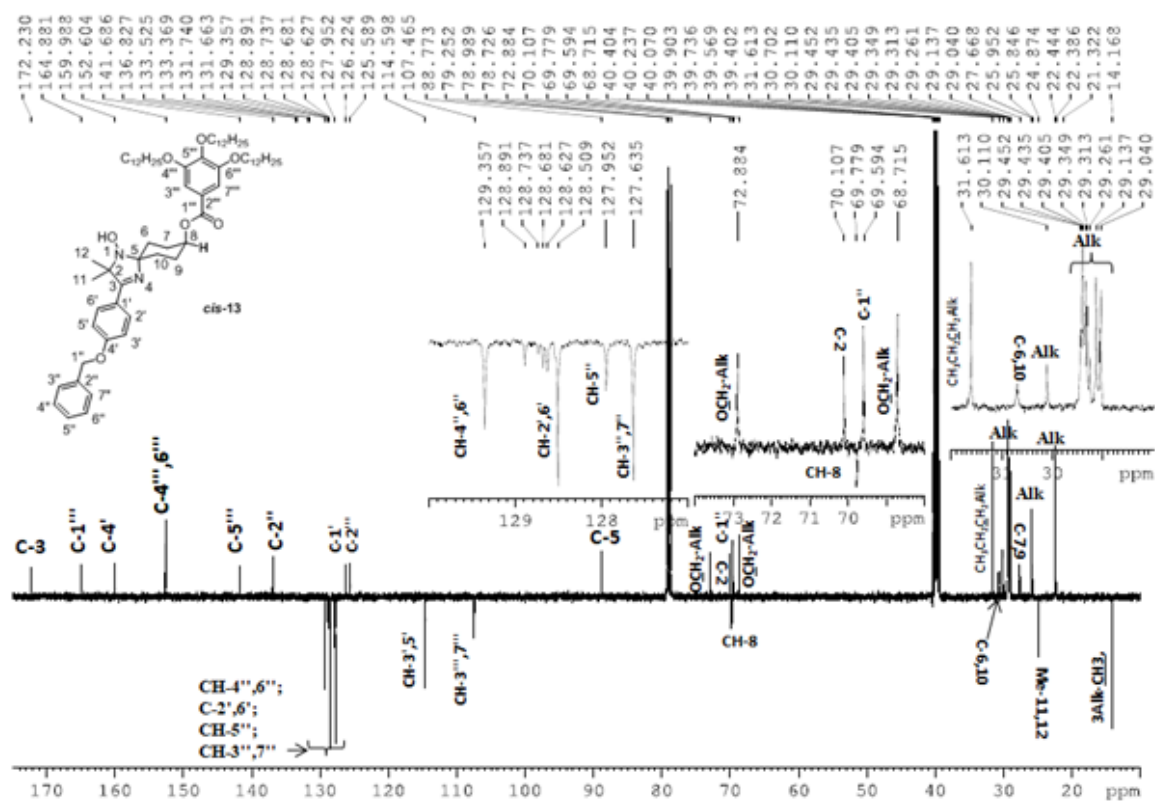 172.230
164.881
159.988
152.604
141.686
136.827
133.525
133.369
131.740
131.663
129.357
128.891
128.737
128.681
128.627
127.952
126.224
125.589
114.598
107.465
88.773
79.252
78.989
78.726
72.884
70.107
69.779
69.594
68.715
40.404
40.237
40.070
39.903
39.736
39.569
39.402
31.613
30.702
30.110
29.452
29.435
29.405
29.349
29.313
29.261
29.137
29.040
27.668
25.952
25.846
24.874
22.444
22.386
21.322
14.168
OC12H25
C12H25O 5''' OC12H25
4''' 6'''
3''' 7'''
1''' 2'''
O O
HO 6 7 8 H
12 1 N 5
2 10 9
11 3 N 4
6' 1' cis-13
5' 2'
4' 3'
O
1''
3'' 2''
4'' 7''
5'' 6''
129.357
128.891
128.737
128.681
128.627
128.509
127.952
127.635
CH-4'',6''
CH-2',6'
CH-5''
CH-3'',7''
129 128 ppm
72.884
70.107
69.779
69.594
68.715
OCH2-Alk
C-2
C-1''
OCH2-Alk
CH-8
73 72 71 70 ppm
31.613
30.110
29.452
29.435
29.405
29.349
29.313
29.261
29.137
29.040
Alk
CH3CH2CH2Alk
C-6,10
Alk
31 30 ppm
C-3
C-1'''
C-4'
C-4''',6'''
C-5'''
C-2''
C-1'
C-2'''
C-5
OCH2-Alk
C-2
C-1''
OCH2-Alk
CH3CH2CH2Alk
Alk
C-7,9
Alk
Alk
CH-4'',6'';
C-2',6';
CH-5'';
CH-3'',7''
CH-3',5'
CH-3''',7'''
CH-8
C-6,10
Me-11,12
3Alk-CH3
170 160 150 140 130 120 110 100 90 80 70 60 50 40 30 20 ppm